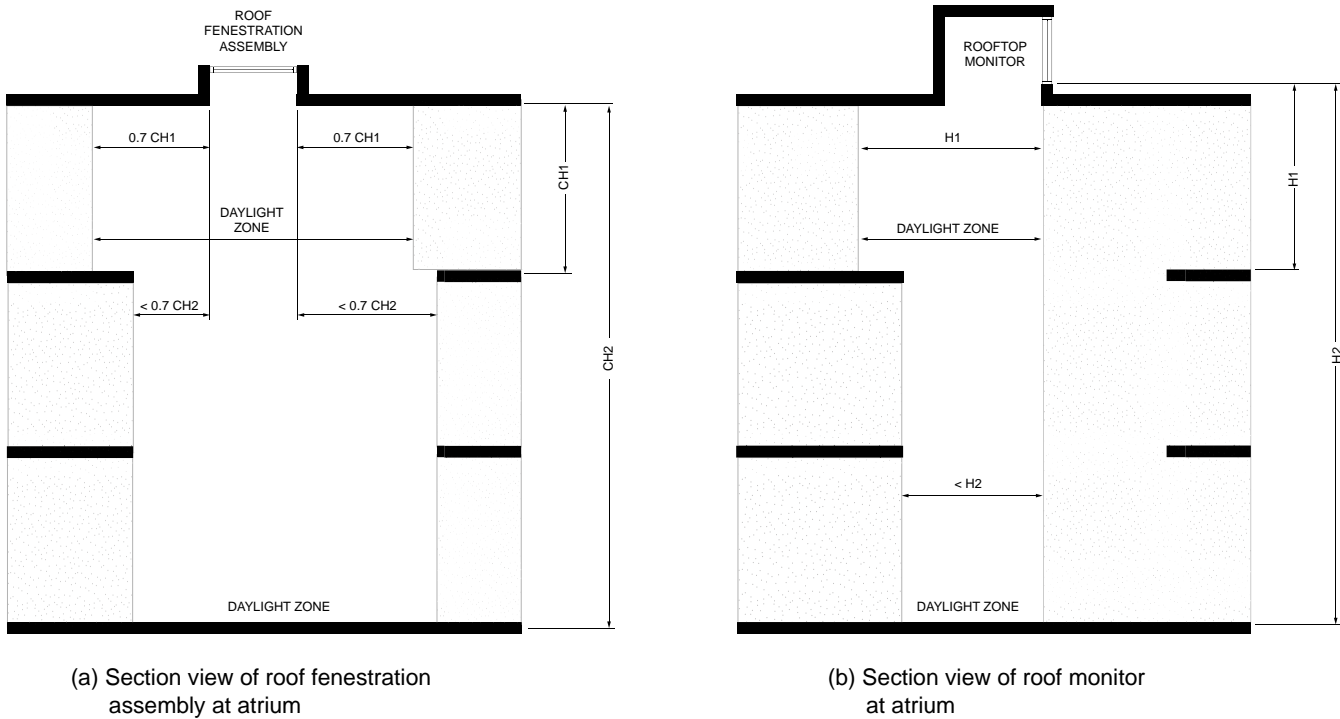 ROOF
FENESTRATION
ASSEMBLY
0.7 CH1
0.7 CH1
CH1
DAYLIGHT
ZONE
< 0.7 CH2
< 0.7 CH2
CH2
DAYLIGHT ZONE
(a) Section view of roof fenestration
assembly at atrium
ROOFTOP
MONITOR
H1
H1
DAYLIGHT ZONE
H2
< H2
DAYLIGHT ZONE
(b) Section view of roof monitor
at atrium